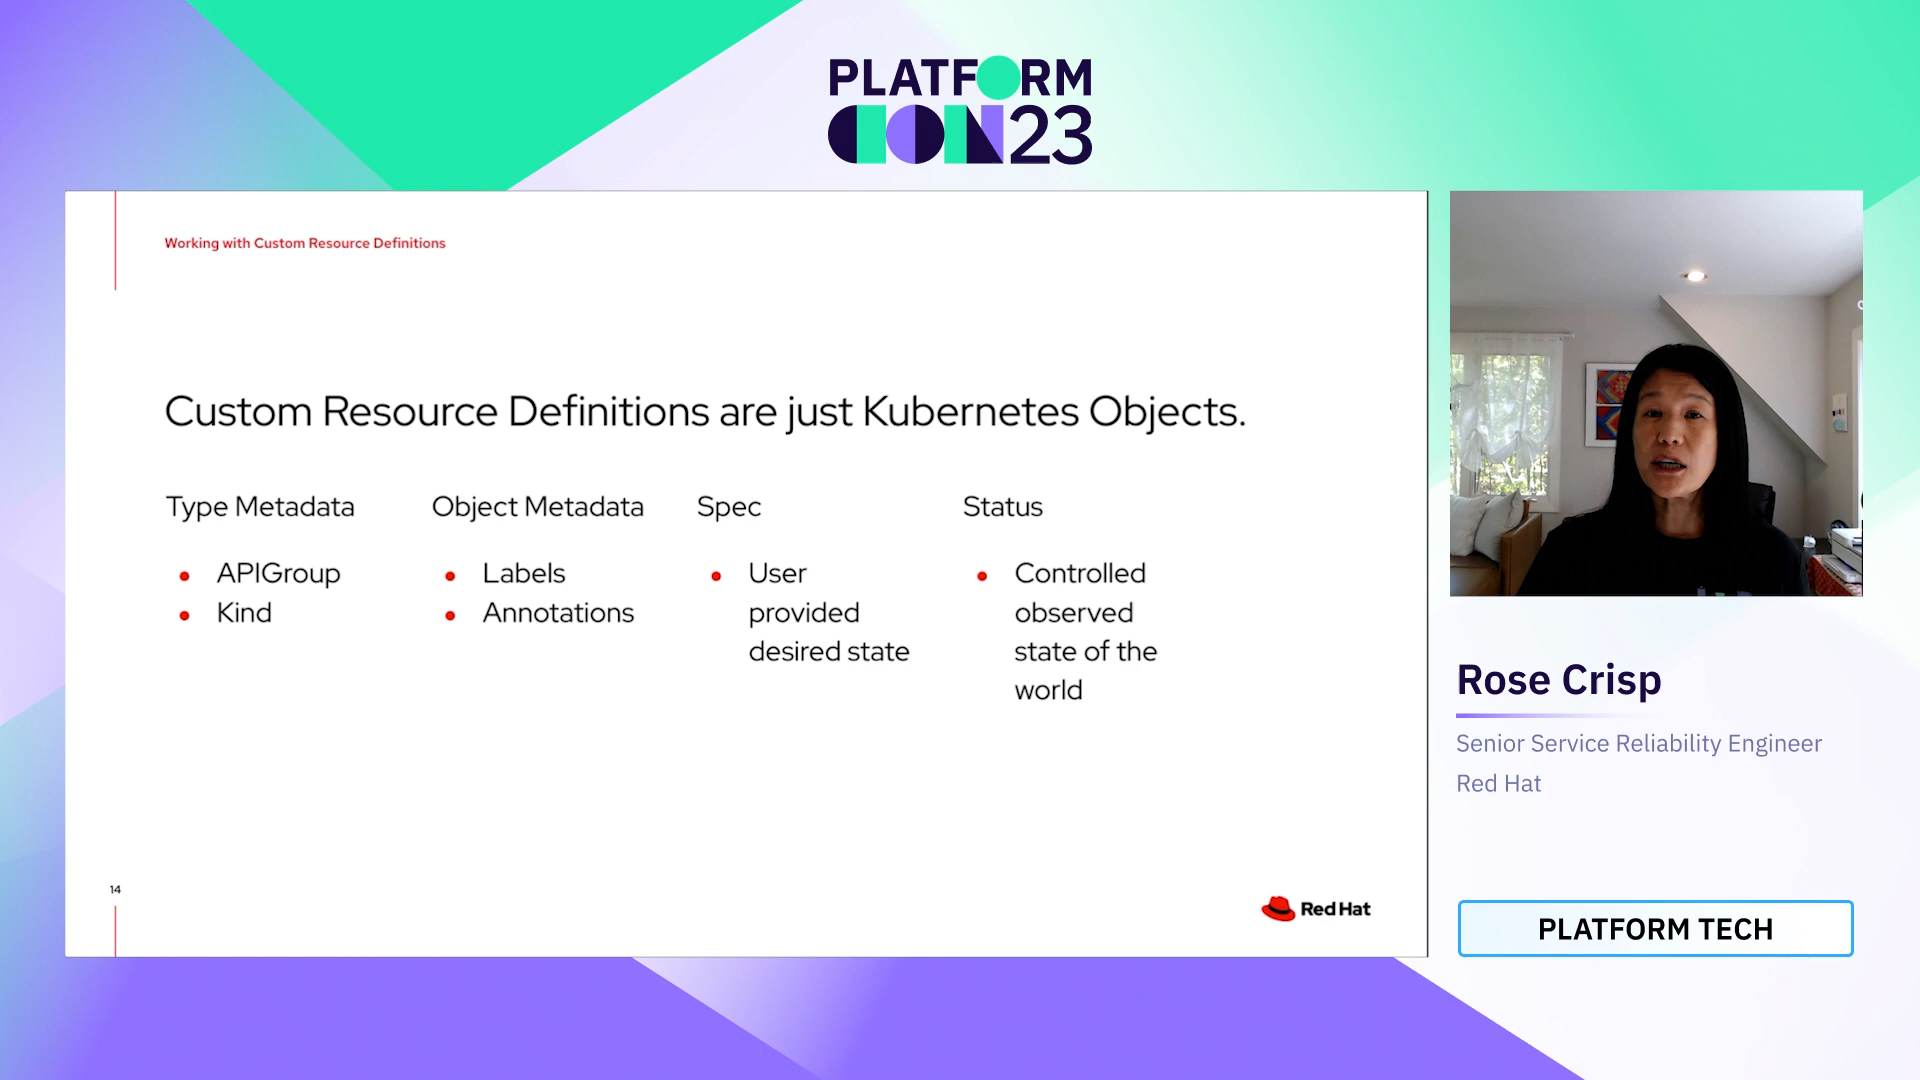 PLATFORM
CON23
Working with Custom Resource Definitions
Custom Resource Definitions are just Kubernetes Objects.
Type Metadata
APIGroup
Kind
Object Metadata
Labels
Annotations
Spec
User
provided
desired state
Status
Controlled
observed
state of the
world
14
Red Hat
Rose Crisp
Senior Service Reliability Engineer
Red Hat
PLATFORM TECH